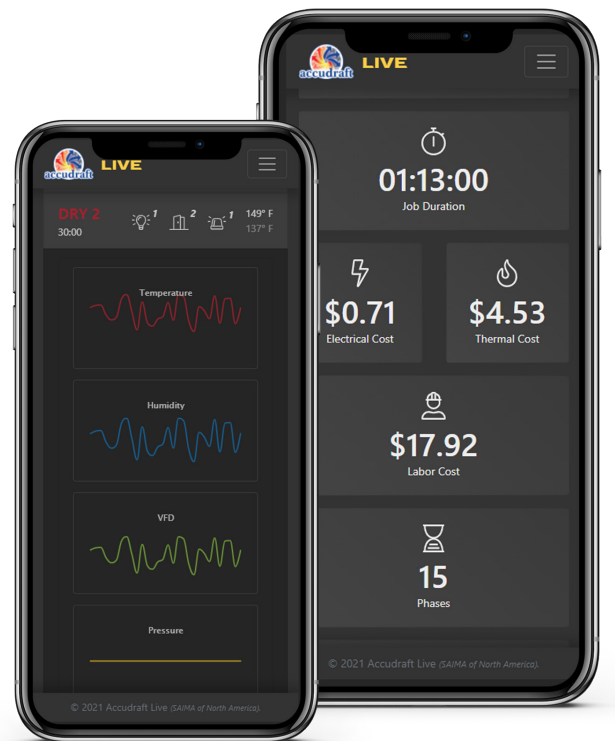 accudraft LIVE
DRY 2
30:00
1
2
1
149° F
137° F
Temperature
Humidity
VFD
Pressure
© 2021 Accudraft Live (SAIMA of North America).
accudraft LIVE
01:13:00
Job Duration
$0.71
Electrical Cost
$4.53
Thermal Cost
$17.92
Labor Cost
15
Phases
© 2021 Accudraft Live (SAIMA of North America).